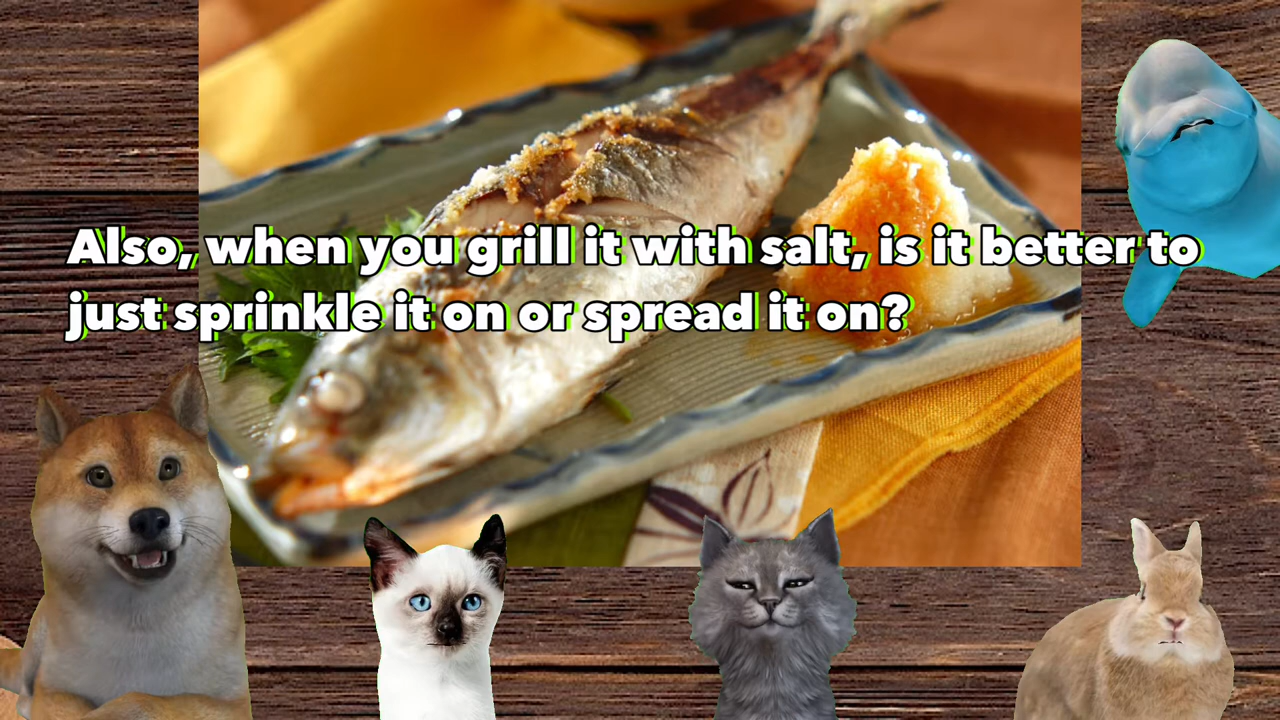 Also, when you grill it with salt, is it better to
just sprinkle it on or spread it on?